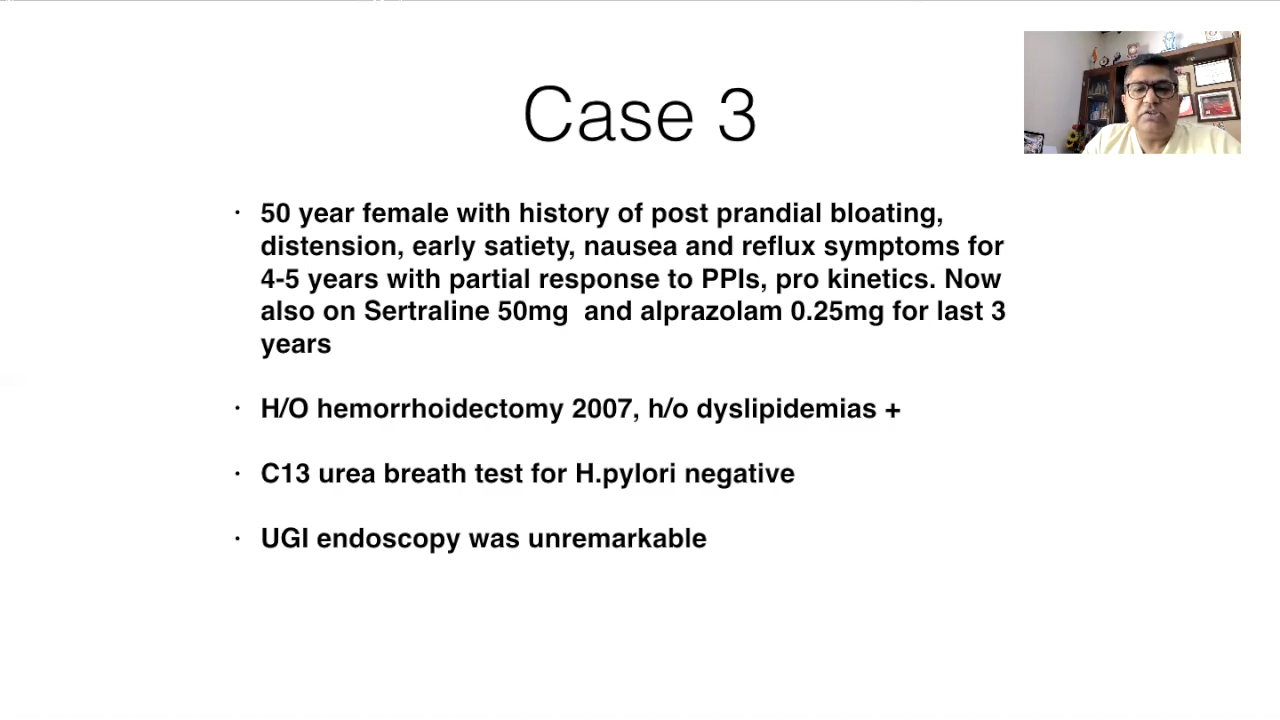 Case 3
· 50 year female with history of post prandial bloating,
distension, early satiety, nausea and reflux symptoms for
4-5 years with partial response to PPIs, pro kinetics. Now
also on Sertraline 50mg  and alprazolam 0.25mg for last 3
years
· H/O hemorrhoidectomy 2007, h/o dyslipidemias +
· C13 urea breath test for H.pylori negative
· UGI endoscopy was unremarkable